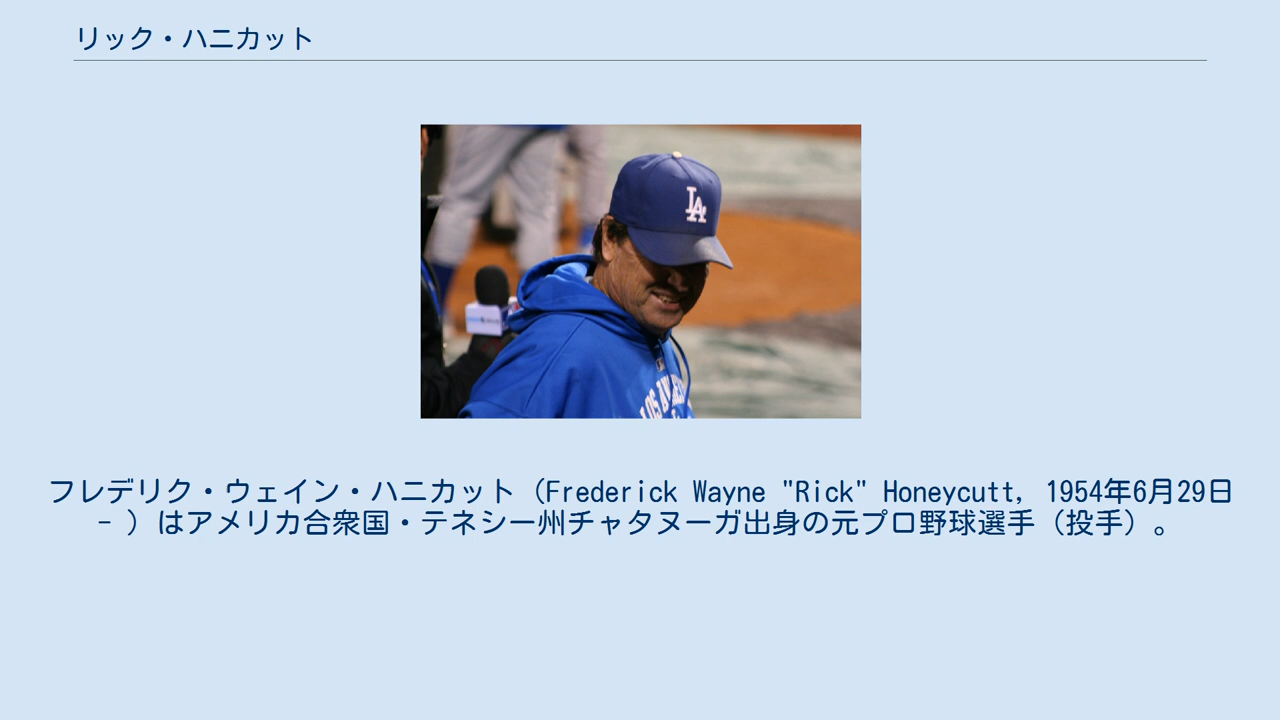 リック・ハニカット
LA
LOS ANGELES
フレデリク・ウェイン・ハニカット（Frederick Wayne "Rick" Honeycutt, 1954年6月29日
- ）はアメリカ合衆国・テネシー州チャタヌーガ出身の元プロ野球選手（投手）。